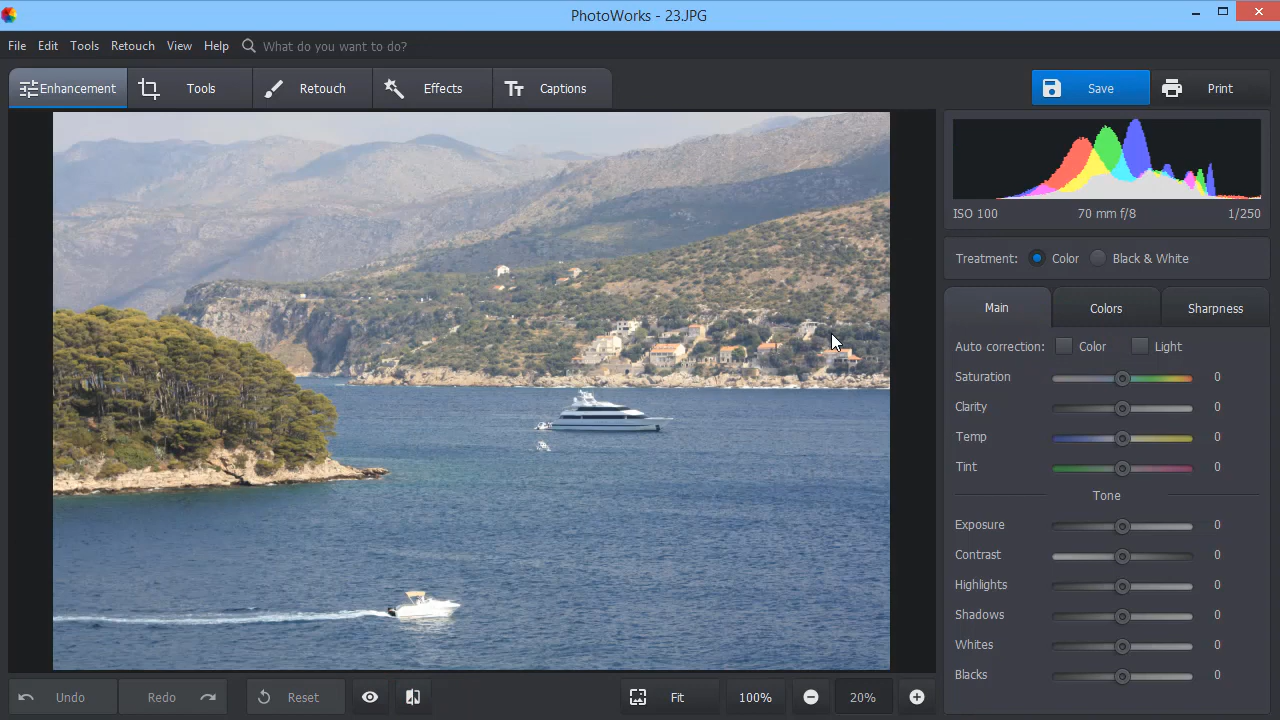 PhotoWorks - 23.JPG
File Edit Tools Retouch View Help What do you want to do?
Enhancement Tools Retouch Effects Captions Save Print
ISO 100 70 mm f/8 1/250
Treatment: Color Black & White
Main Colors Sharpness
Auto correction: Color Light
Saturation 0
Clarity 0
Temp 0
Tint 0
Tone
Exposure 0
Contrast 0
Highlights 0
Shadows 0
Whites 0
Blacks 0
Undo Redo Reset Fit 100% 20%